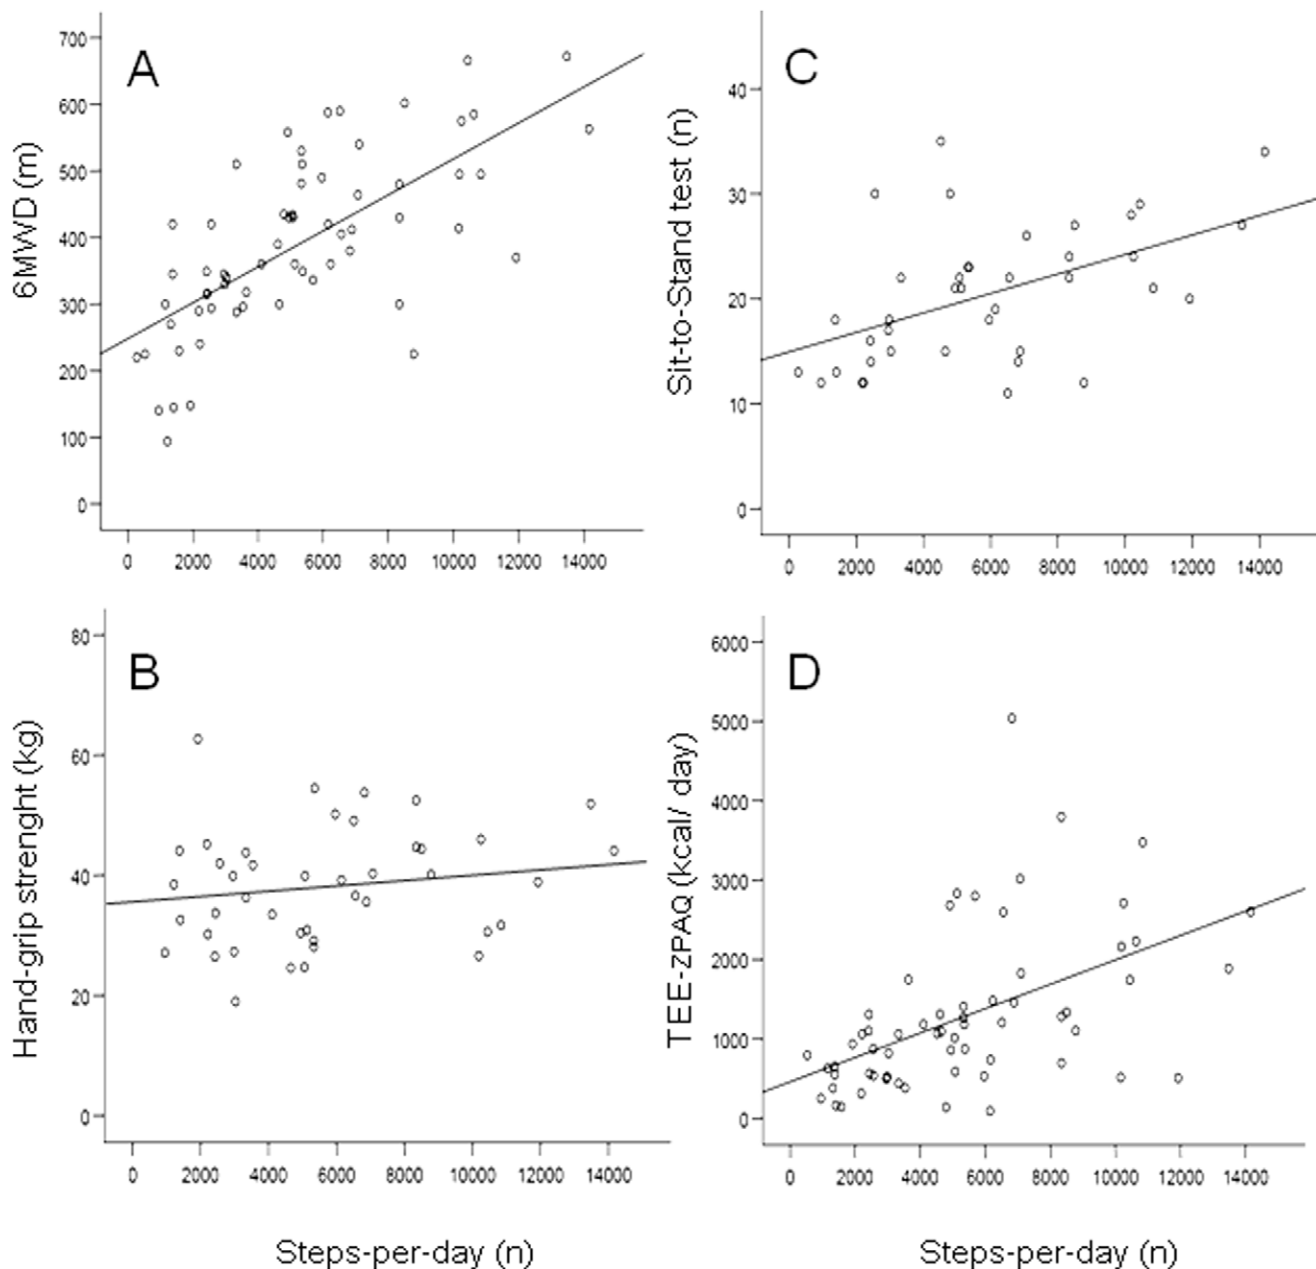 A
6MWD (m)
700
600
500
400
300
200
100
0
0 2000 4000 6000 8000 10000 12000 14000
C
Sit-to-Stand test (n)
40
30
20
10
0
0 2000 4000 6000 8000 10000 12000 14000
B
Hand-grip strenght (kg)
80
60
40
20
0
0 2000 4000 6000 8000 10000 12000 14000
Steps-per-day (n)
D
TEE-ZPAQ (kcal/ day)
6000
5000
4000
3000
2000
1000
0
0 2000 4000 6000 8000 10000 12000 14000
Steps-per-day (n)